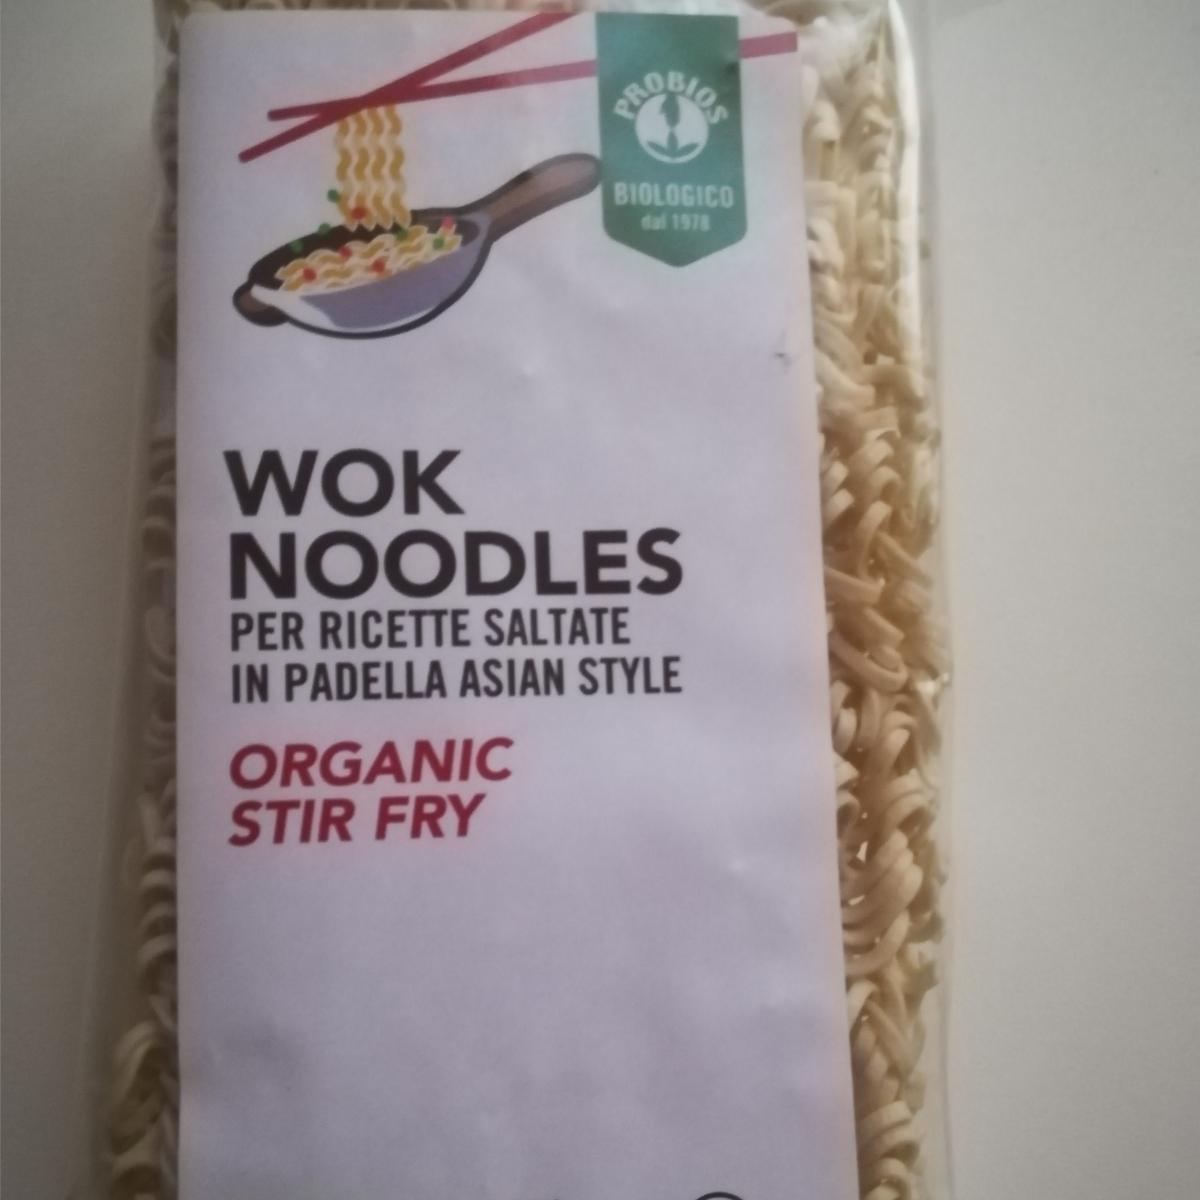 PROBIOS
BIOLOGICO
dal 1978
WOK
NOODLES
PER RICETTE SALTATE
IN PADELLA ASIAN STYLE
ORGANIC
STIR FRY